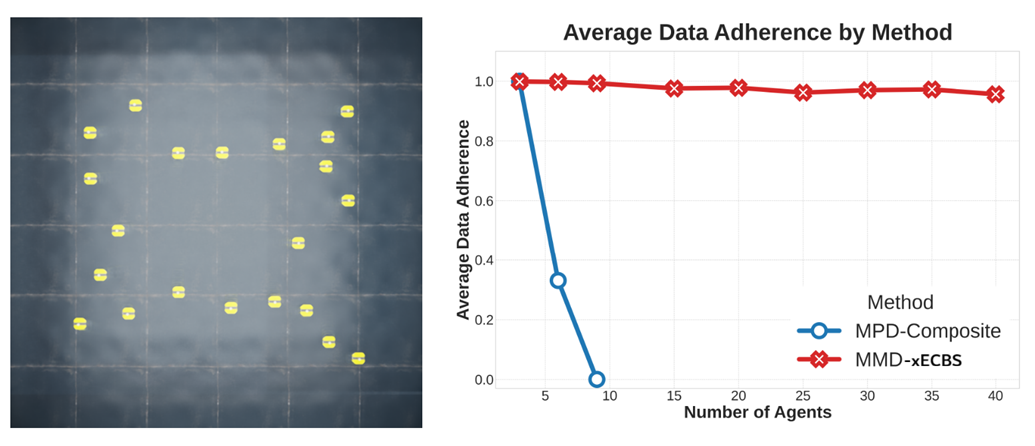 Average Data Adherence by Method
Average Data Adherence
1.0
0.8
0.6
0.4
0.2
0.0
5
10
15
20
25
30
35
40
Number of Agents
Method
MPD-Composite
MMD-xECBS